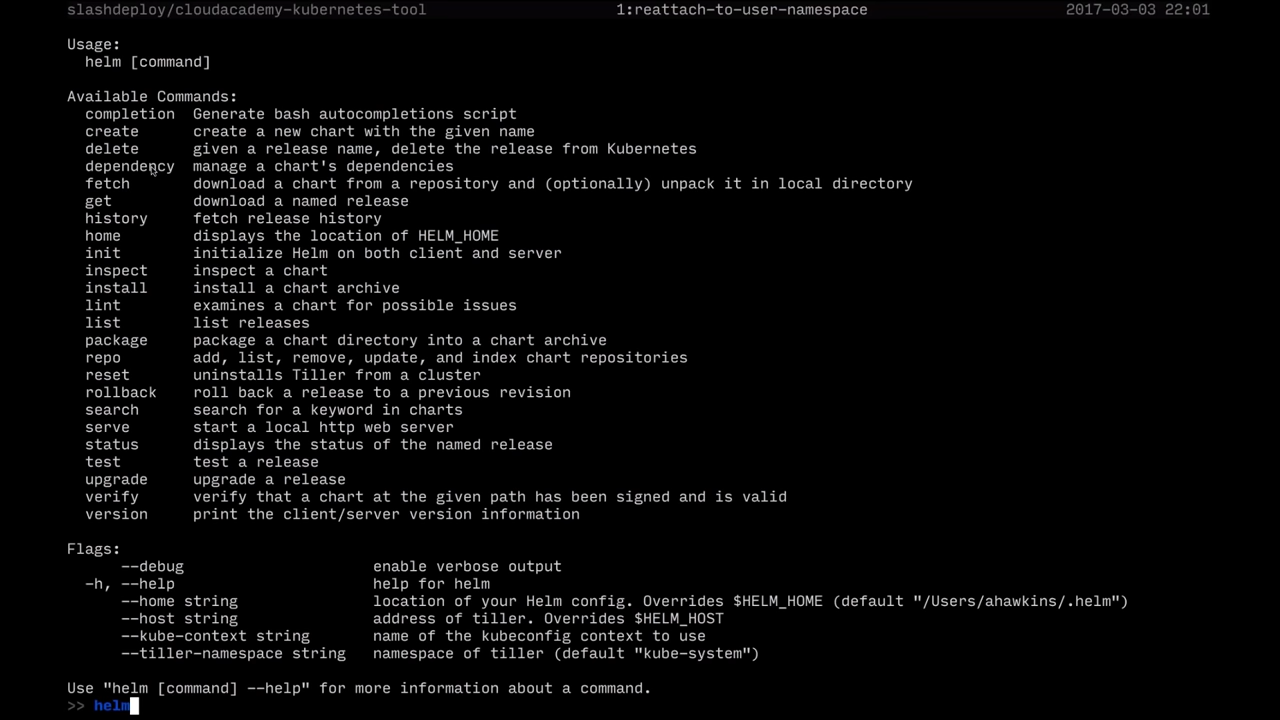 slashdeploy/cloudacademy-kubernetes-tool 1:reattach-to-user-namespace 2017-03-03 22:01
Usage:
helm [command]
Available Commands:
completion Generate bash autocompletions script
create create a new chart with the given name
delete given a release name, delete the release from Kubernetes
dependency manage a chart's dependencies
fetch download a chart from a repository and (optionally) unpack it in local directory
get download a named release
history fetch release history
home displays the location of HELM_HOME
init initialize Helm on both client and server
inspect inspect a chart
install install a chart archive
lint examines a chart for possible issues
list list releases
package package a chart directory into a chart archive
repo add, list, remove, update, and index chart repositories
reset uninstalls Tiller from a cluster
rollback roll back a release to a previous revision
search search for a keyword in charts
serve start a local http web server
status displays the status of the named release
test test a release
upgrade upgrade a release
verify verify that a chart at the given path has been signed and is valid
version print the client/server version information
Flags:
--debug enable verbose output
-h, --help help for helm
--home string location of your Helm config. Overrides $HELM_HOME (default "/Users/ahawkins/.helm")
--host string address of tiller. Overrides $HELM_HOST
--kube-context string name of the kubeconfig context to use
--tiller-namespace string namespace of tiller (default "kube-system")
Use "helm [command] --help" for more information about a command.
>> helm